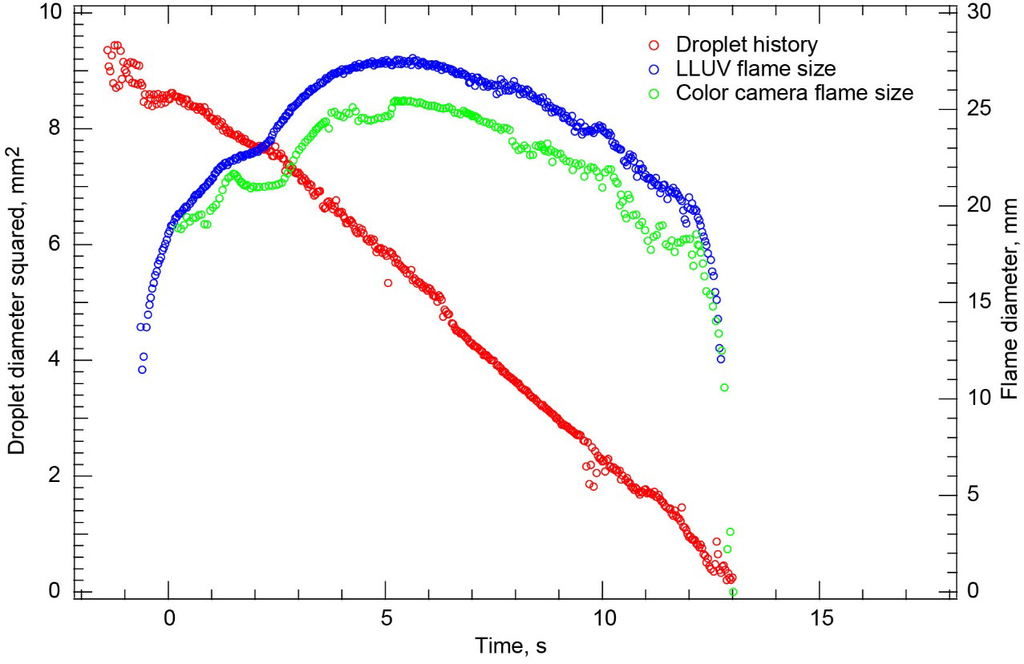 10
8
6
4
2
0
Droplet diameter squared, mm2
Droplet history
LLUV flame size
Color camera flame size
30
25
20
15
10
5
0
Flame diameter, mm
0
5
10
15
Time, s